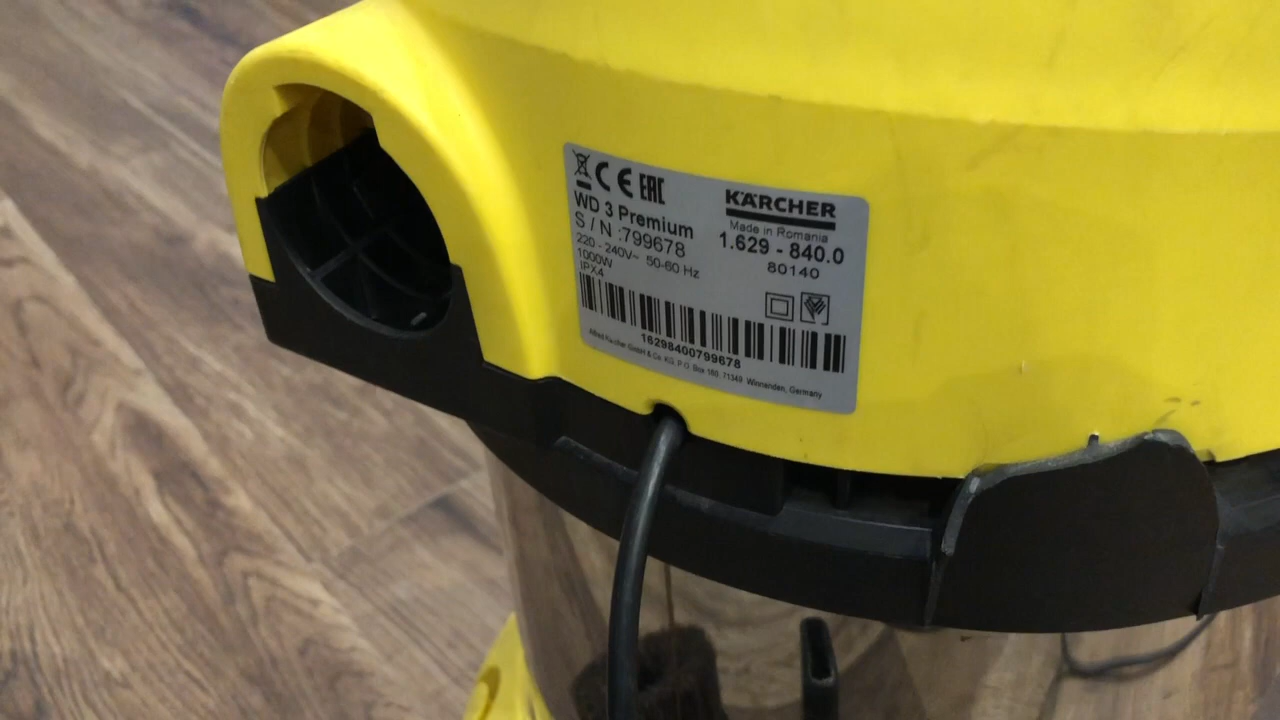 CE EAC
WD 3 Premium
S / N :799678
220 - 240V~ 50-60 Hz
1000W
IPX4
KÄRCHER
Made in Romania
1.629 - 840.0
80140
16298400799678
Alfred Kärcher GmbH & Co. KG, P.O. Box 160, 71349 Winnenden, Germany